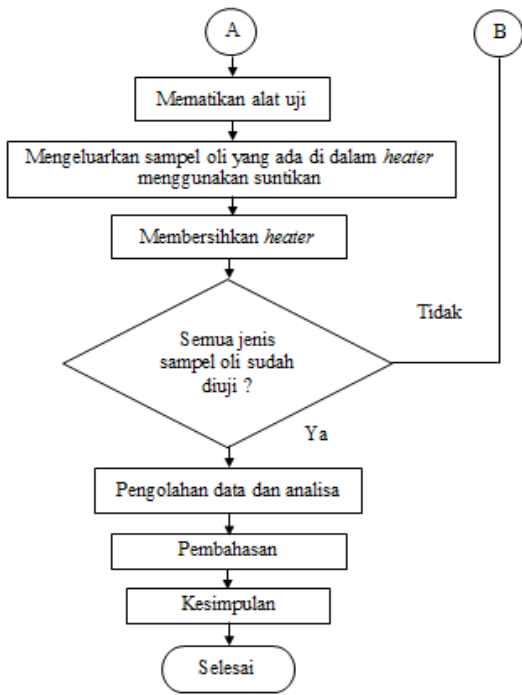 A
B
Mematikan alat uji
Mengeluarkan sampel oli yang ada di dalam heater
menggunakan suntikan
Membersihkan heater
Tidak
Semua jenis
sampel oli sudah
diuji ?
Ya
Pengolahan data dan analisa
Pembahasan
Kesimpulan
Selesai